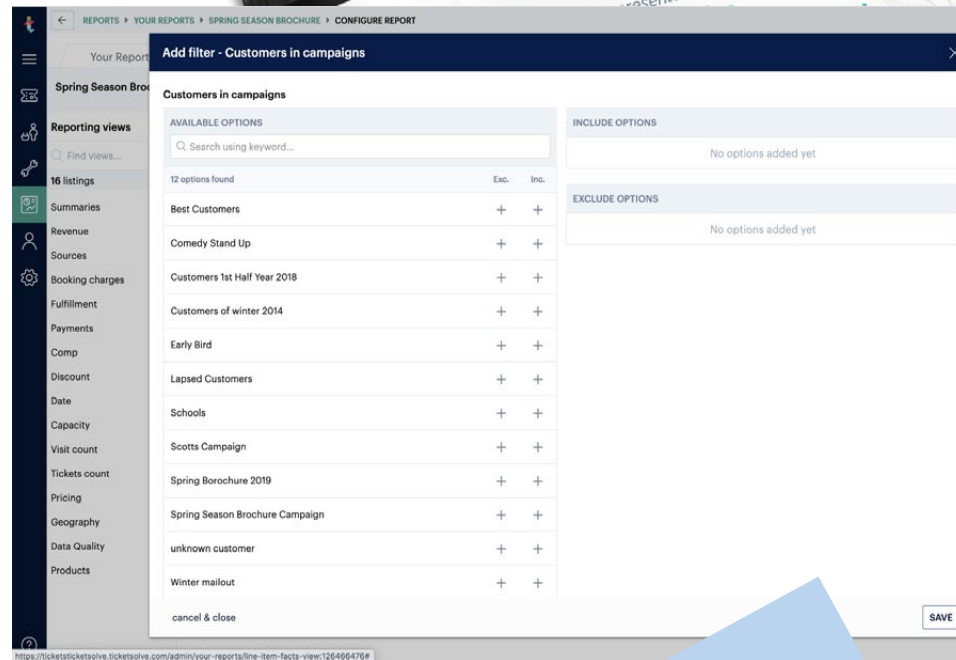 REPORTS ▸ YOUR REPORTS ▸ SPRING SEASON BROCHURE ▸ CONFIGURE REPORT
Your Report
Add filter - Customers in campaigns
Spring Season Broc
Customers in campaigns
Reporting views
AVAILABLE OPTIONS
INCLUDE OPTIONS
Find views...
Search using keyword...
No options added yet
16 listings
12 options found Exc. Inc.
Summaries
Best Customers
EXCLUDE OPTIONS
Revenue
No options added yet
Comedy Stand Up
Sources
Booking charges
Customers 1st Half Year 2018
Fulfillment
Customers of winter 2014
Payments
Early Bird
Comp
Discount
Lapsed Customers
Date
Schools
Capacity
Visit count
Scotts Campaign
Tickets count
Spring Borochure 2019
Pricing
Geography
Spring Season Brochure Campaign
Data Quality
unknown customer
Products
Winter mailout
cancel & close
SAVE
https://ticketsticketsolve.ticketsolve.com/admin/your-reports/line-item-facts-view:126466476#